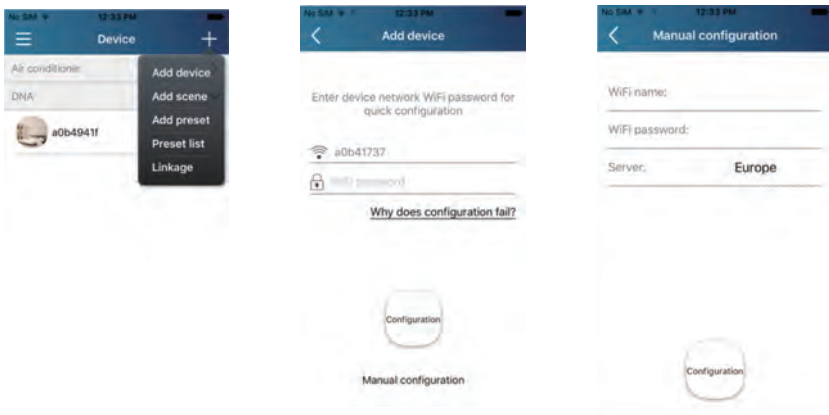 No SIM 12:33 PM
Device
Air conditioner
DNA
a0b4941f
Add device
Add scene
Add preset
Preset list
Linkage
No SIM 12:33 PM
Add device
Enter device network WiFi password for
quick configuration
a0b41737
WiFi password
Why does configuration fail?
Configuration
Manual configuration
No SIM 12:33 PM
Manual configuration
WiFi name:
WiFi password:
Server:
Europe
Configuration